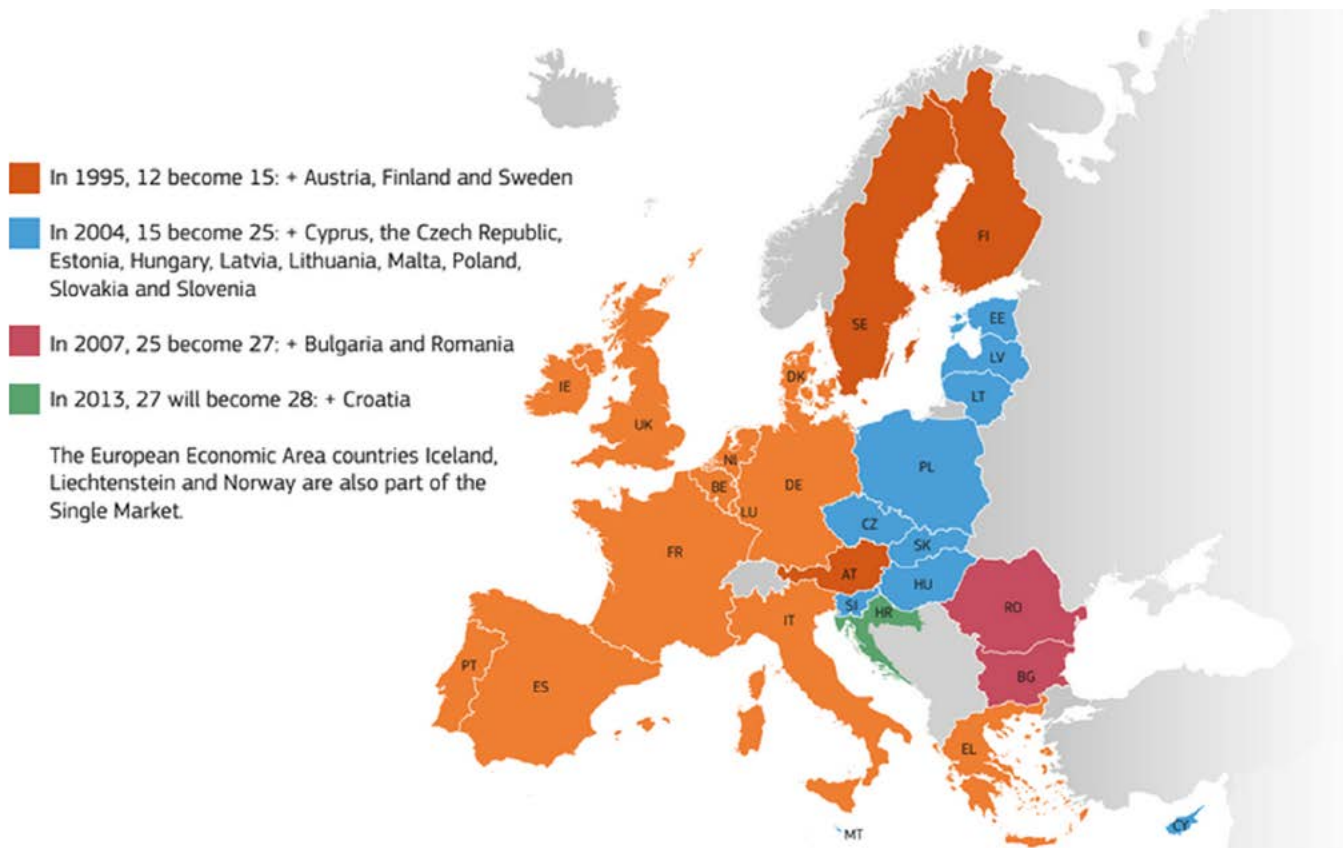 In 1995, 12 become 15: + Austria, Finland and Sweden
In 2004, 15 become 25: + Cyprus, the Czech Republic,
Estonia, Hungary, Latvia, Lithuania, Malta, Poland,
Slovakia and Slovenia
In 2007, 25 become 27: + Bulgaria and Romania
In 2013, 27 will become 28: + Croatia
The European Economic Area countries Iceland,
Liechtenstein and Norway are also part of the
Single Market.
FI
SE
EE
LV
LT
DK
IE
UK
NI
BE
LU
DE
PL
CZ
SK
FR
AT
HU
SI
HR
RO
IT
PT
ES
BG
EL
MT
CY